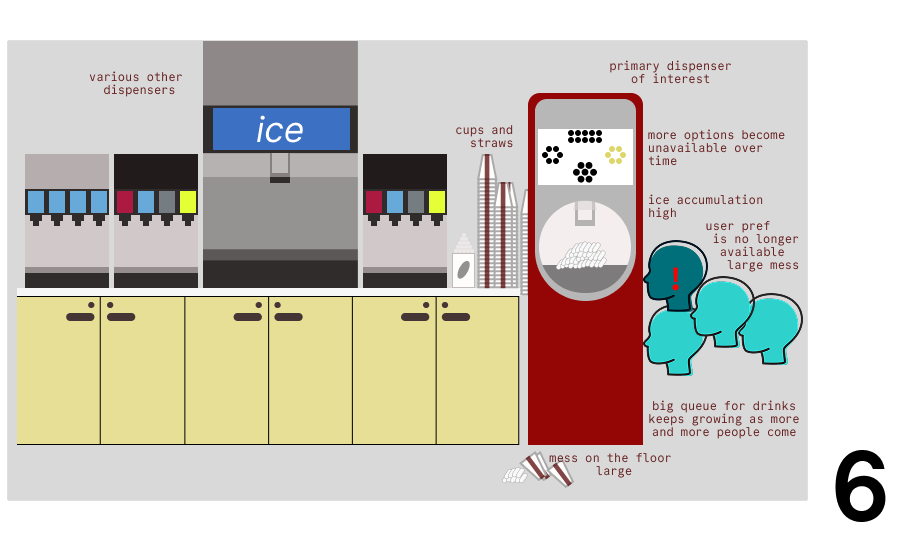 various other
dispensers
ice
cups and
straws
primary dispenser
of interest
more options become
unavailable over
time
ice accumulation
high
user pref
is no longer
available
large mess
!
big queue for drinks
keeps growing as more
and more people come
mess on the floor
large
6